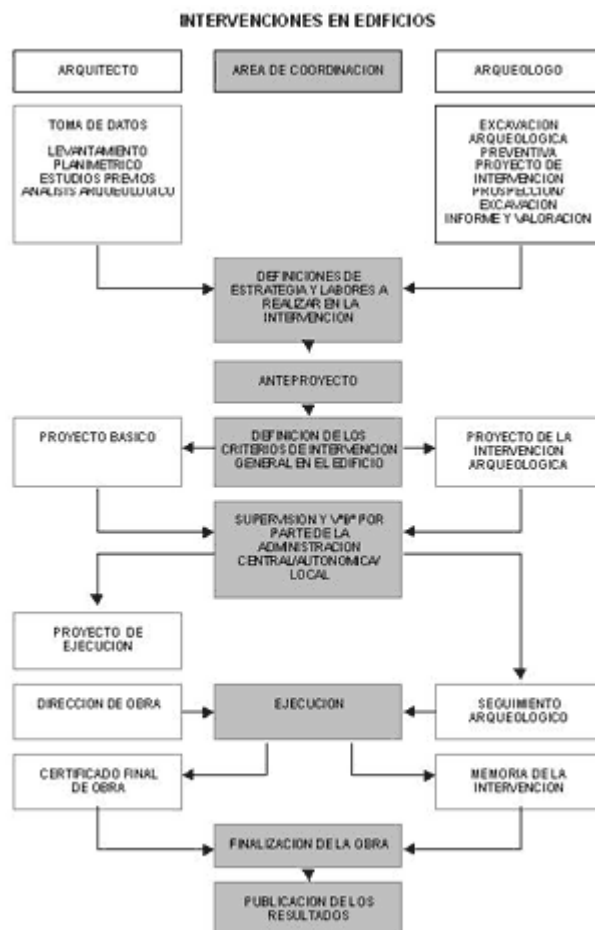 INTERVENCIONES EN EDIFICIOS
ARQUITECTO
AREA DE COORDINACION
ARQUEOLOGO
TOMA DE DATOS
LEVANTAMIENTO
PLANIMETRICO
ESTUDIOS PREVIOS
ANALISIS ARQUEOLOGICO
EXCAVACION
ARQUEOLOGICA
PREVENTIVA
PROYECTO DE
INTERVENCION
PROSPECCION/
EXCAVACION
INFORME Y VALORACION
DEFINICIONES DE
ESTRATEGIA Y LABORES A
REALIZAR EN LA
INTERVENCION
ANTEPROYECTO
PROYECTO BASICO
DEFINICION DE LOS
CRITERIOS DE INTERVENCION
GENERAL EN EL EDIFICIO
PROYECTO DE LA
INTERVENCION
ARQUEOLOGICA
SUPERVISION Y VºBº POR
PARTE DE LA
ADMINISTRACION
CENTRAL/AUTONOMICA/
LOCAL
PROYECTO DE
EJECUCION
DIRECCION DE OBRA
EJECUCION
SEGUIMIENTO
ARQUEOLOGICO
CERTIFICADO FINAL
DE OBRA
MEMORIA DE LA
INTERVENCION
FINALIZACION DE LA OBRA
PUBLICACION DE LOS
RESULTADOS